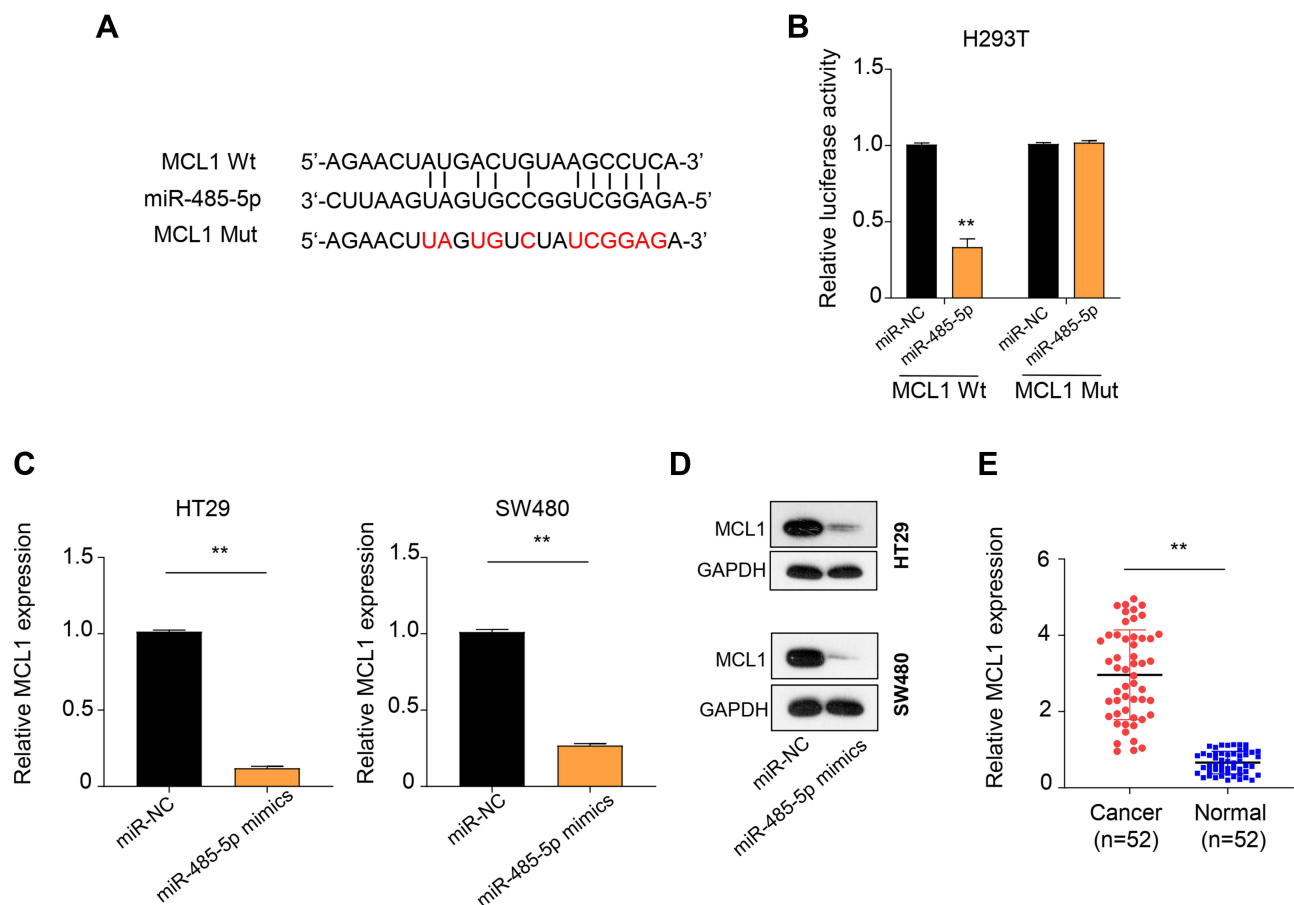 A
MCL1 Wt 5’-AGAACUAUGACUGUAAGCCUCA-3’
miR-485-5p 3‘-CUUAAGUAGUGCCGGUCGGAGA-5’
MCL1 Mut 5‘-AGAACUUAGUGUCUAUCGGAGA-3’
B
H293T
Relative luciferase activity
1.5
1.0
0.5
0
miR-NC
miR-485-5p
miR-NC
miR-485-5p
**
MCL1 Wt
MCL1 Mut
C
HT29
Relative MCL1 expression
1.5
1.0
0.5
0
**
miR-NC
miR-485-5p mimics
SW480
Relative MCL1 expression
1.5
1.0
0.5
0
**
miR-NC
miR-485-5p mimics
D
MCL1
GAPDH
HT29
MCL1
GAPDH
SW480
miR-NC
miR-485-5p mimics
E
Relative MCL1 expression
6
4
2
0
**
Cancer
(n=52)
Normal
(n=52)